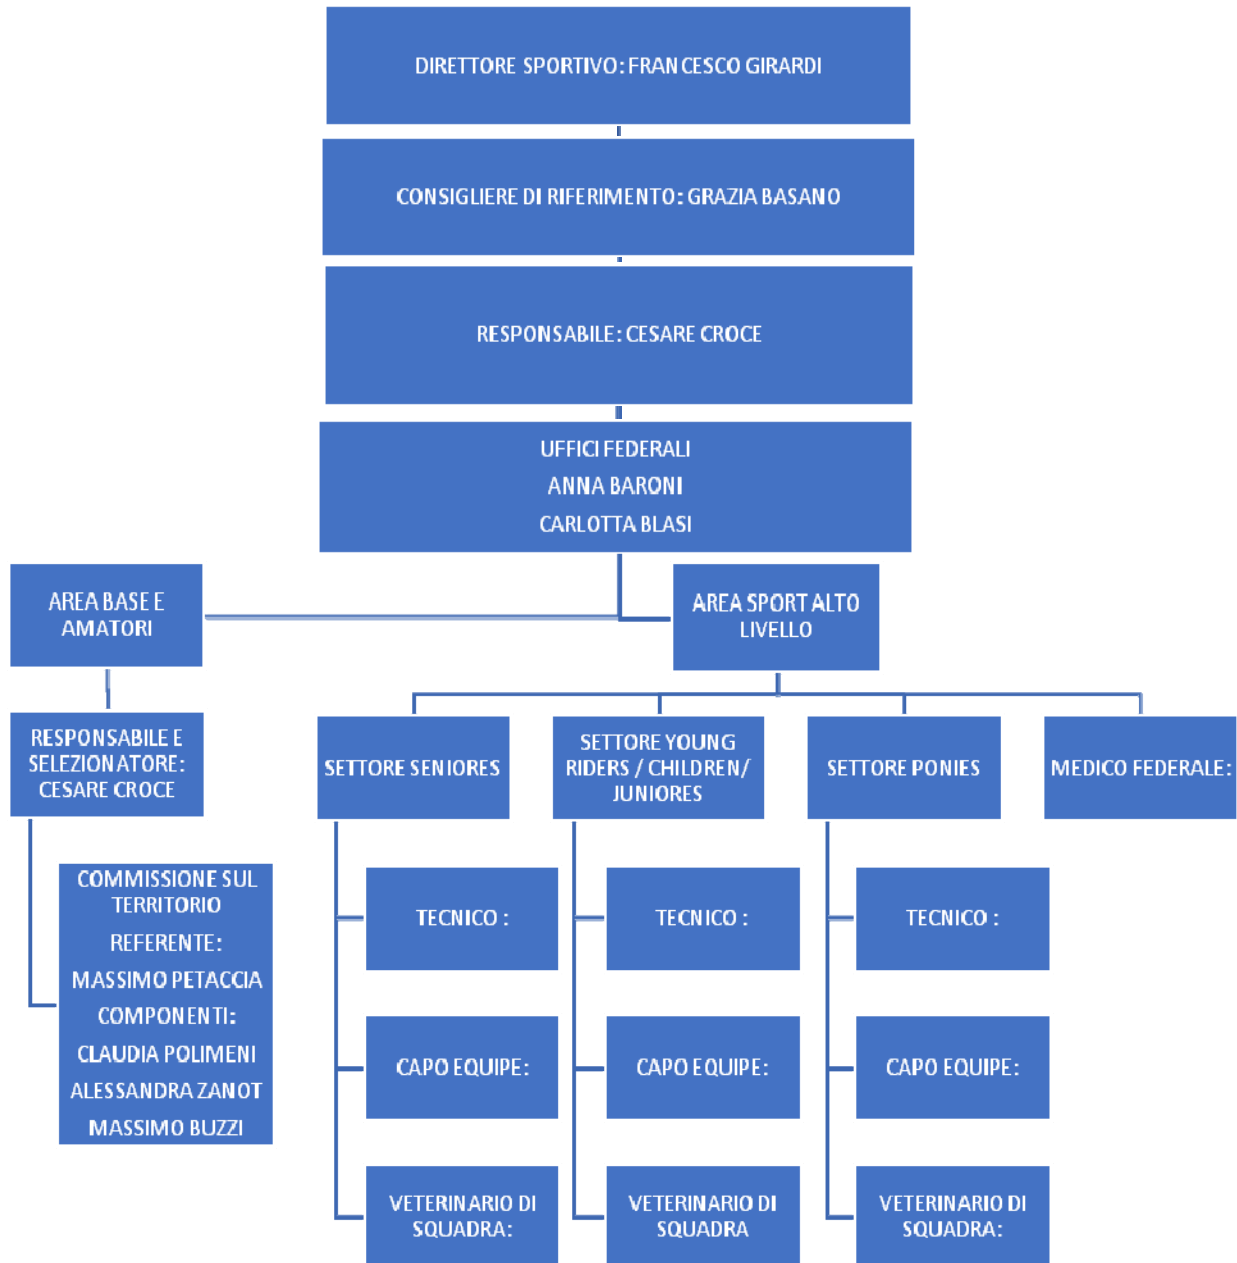 DIRETTORE SPORTIVO: FRANCESCO GIRARDI
CONSIGLIERE DI RIFERIMENTO: GRAZIA BASANO
RESPONSABILE: CESARE CROCE
UFFICI FEDERALI
ANNA BARONI
CARLOTTA BLASI
AREA BASE E
AMATORI
AREA SPORT ALTO
LIVELLO
RESPONSABILE E
SELEZIONATORE:
CESARE CROCE
COMMISSIONE SUL
TERRITORIO
REFERENTE:
MASSIMO PETACCIA
COMPONENTI:
CLAUDIA POLIMENI
ALESSANDRA ZANOT
MASSIMO BUZZI
SETTORE SENIORES
TECNICO :
CAPO EQUIPE:
VETERINARIO DI
SQUADRA:
SETTORE YOUNG
RIDERS / CHILDREN/
JUNIORES
TECNICO :
CAPO EQUIPE:
VETERINARIO DI
SQUADRA
SETTORE PONIES
TECNICO :
CAPO EQUIPE:
VETERINARIO DI
SQUADRA:
MEDICO FEDERALE: